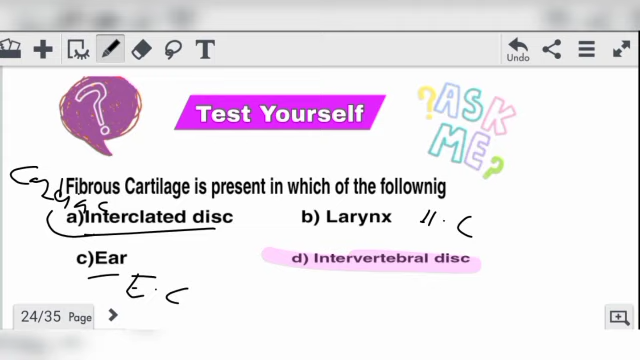 T
Undo
?
Test Yourself
?ASK
ME?
Fibrous Cartilage is present in which of the follownig
a)Interclated disc
b) Larynx
H.C
c)Ear
E.C
d) Intervertebral disc
24/35 Page